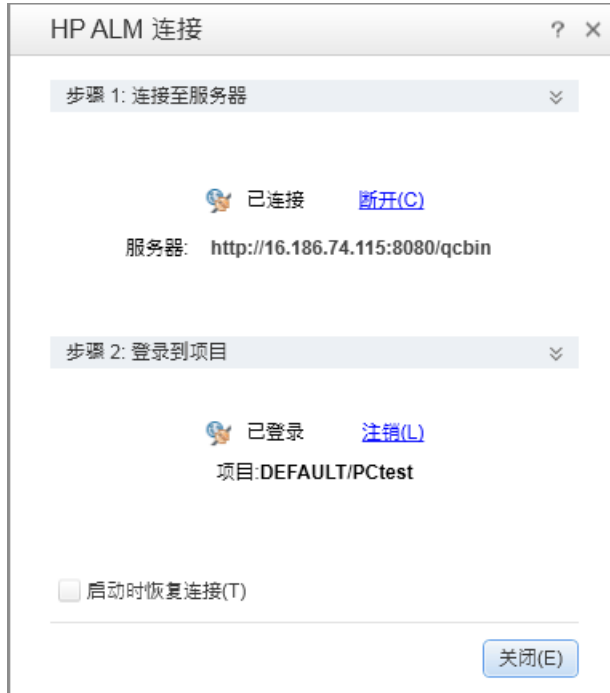 HP ALM 连接
步骤 1: 连接至服务器
已连接 断开(C)
服务器: http://16.186.74.115:8080/qcbin
步骤 2: 登录到项目
已登录 注销(L)
项目:DEFAULT/PCtest
启动时恢复连接(T)
关闭(E)